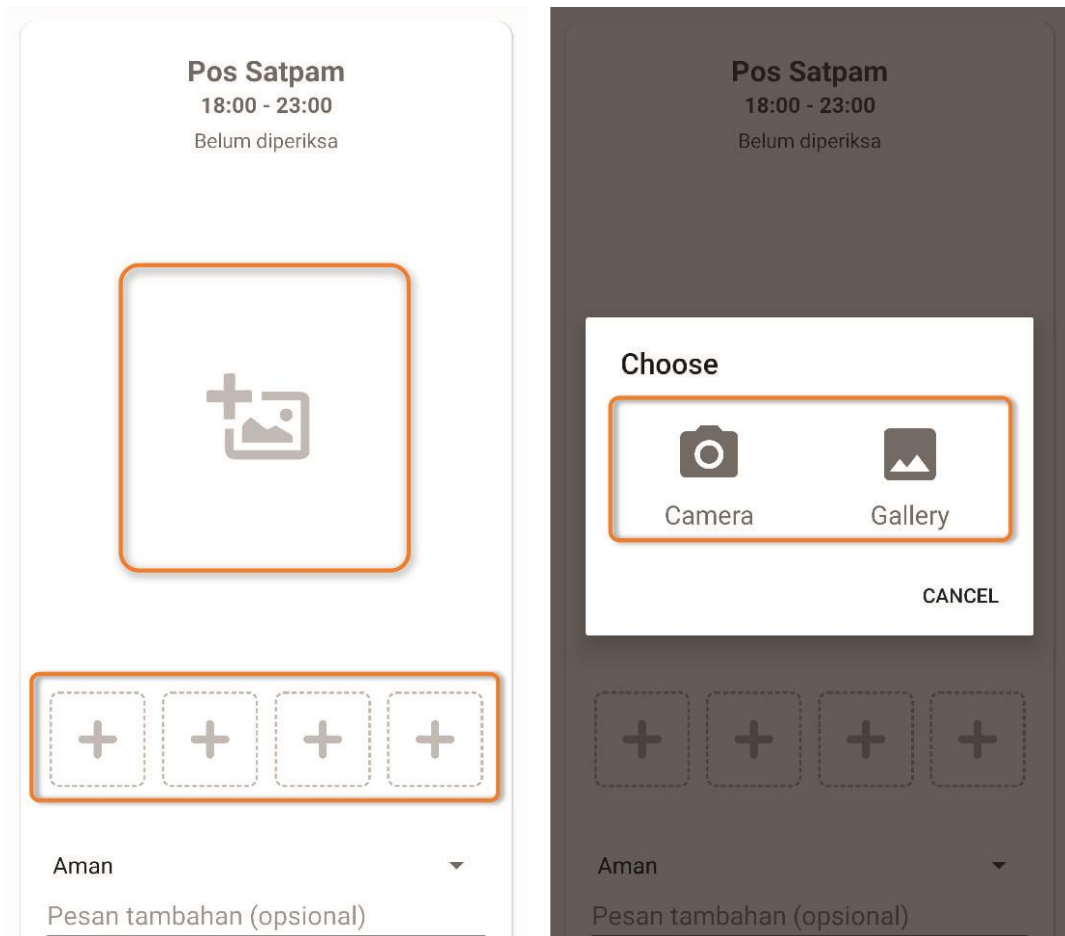 Pos Satpam
18:00 - 23:00
Belum diperiksa
Aman
Pesan tambahan (opsional)
Pos Satpam
18:00 - 23:00
Belum diperiksa
Choose
Camera Gallery
CANCEL
Aman
Pesan tambahan (opsional)